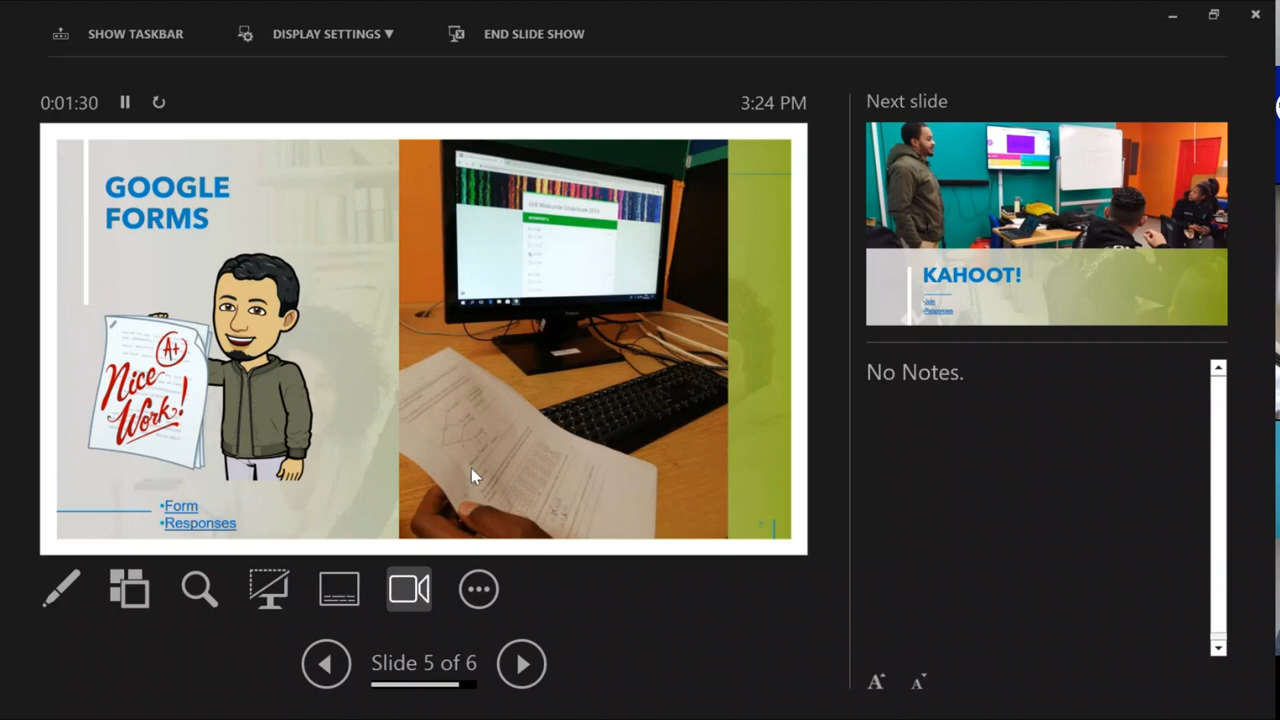 SHOW TASKBAR
DISPLAY SETTINGS ▼
END SLIDE SHOW
0:01:30
3:24 PM
Next slide
GOOGLE
FORMS
A+
Nice
Work!
•Form
•Responses
KAHOOT!
No Notes.
Slide 5 of 6
A
A